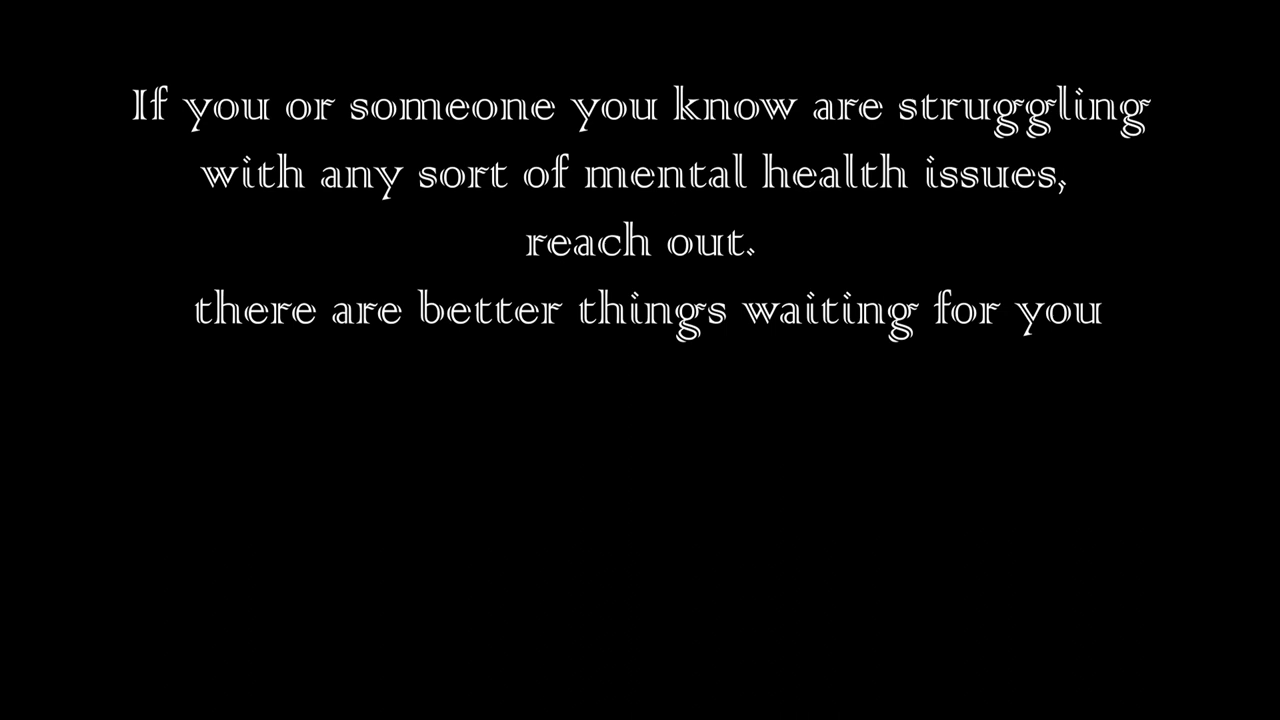 If you or someone you know are struggling
with any sort of mental health issues,
reach out.
there are better things waiting for you